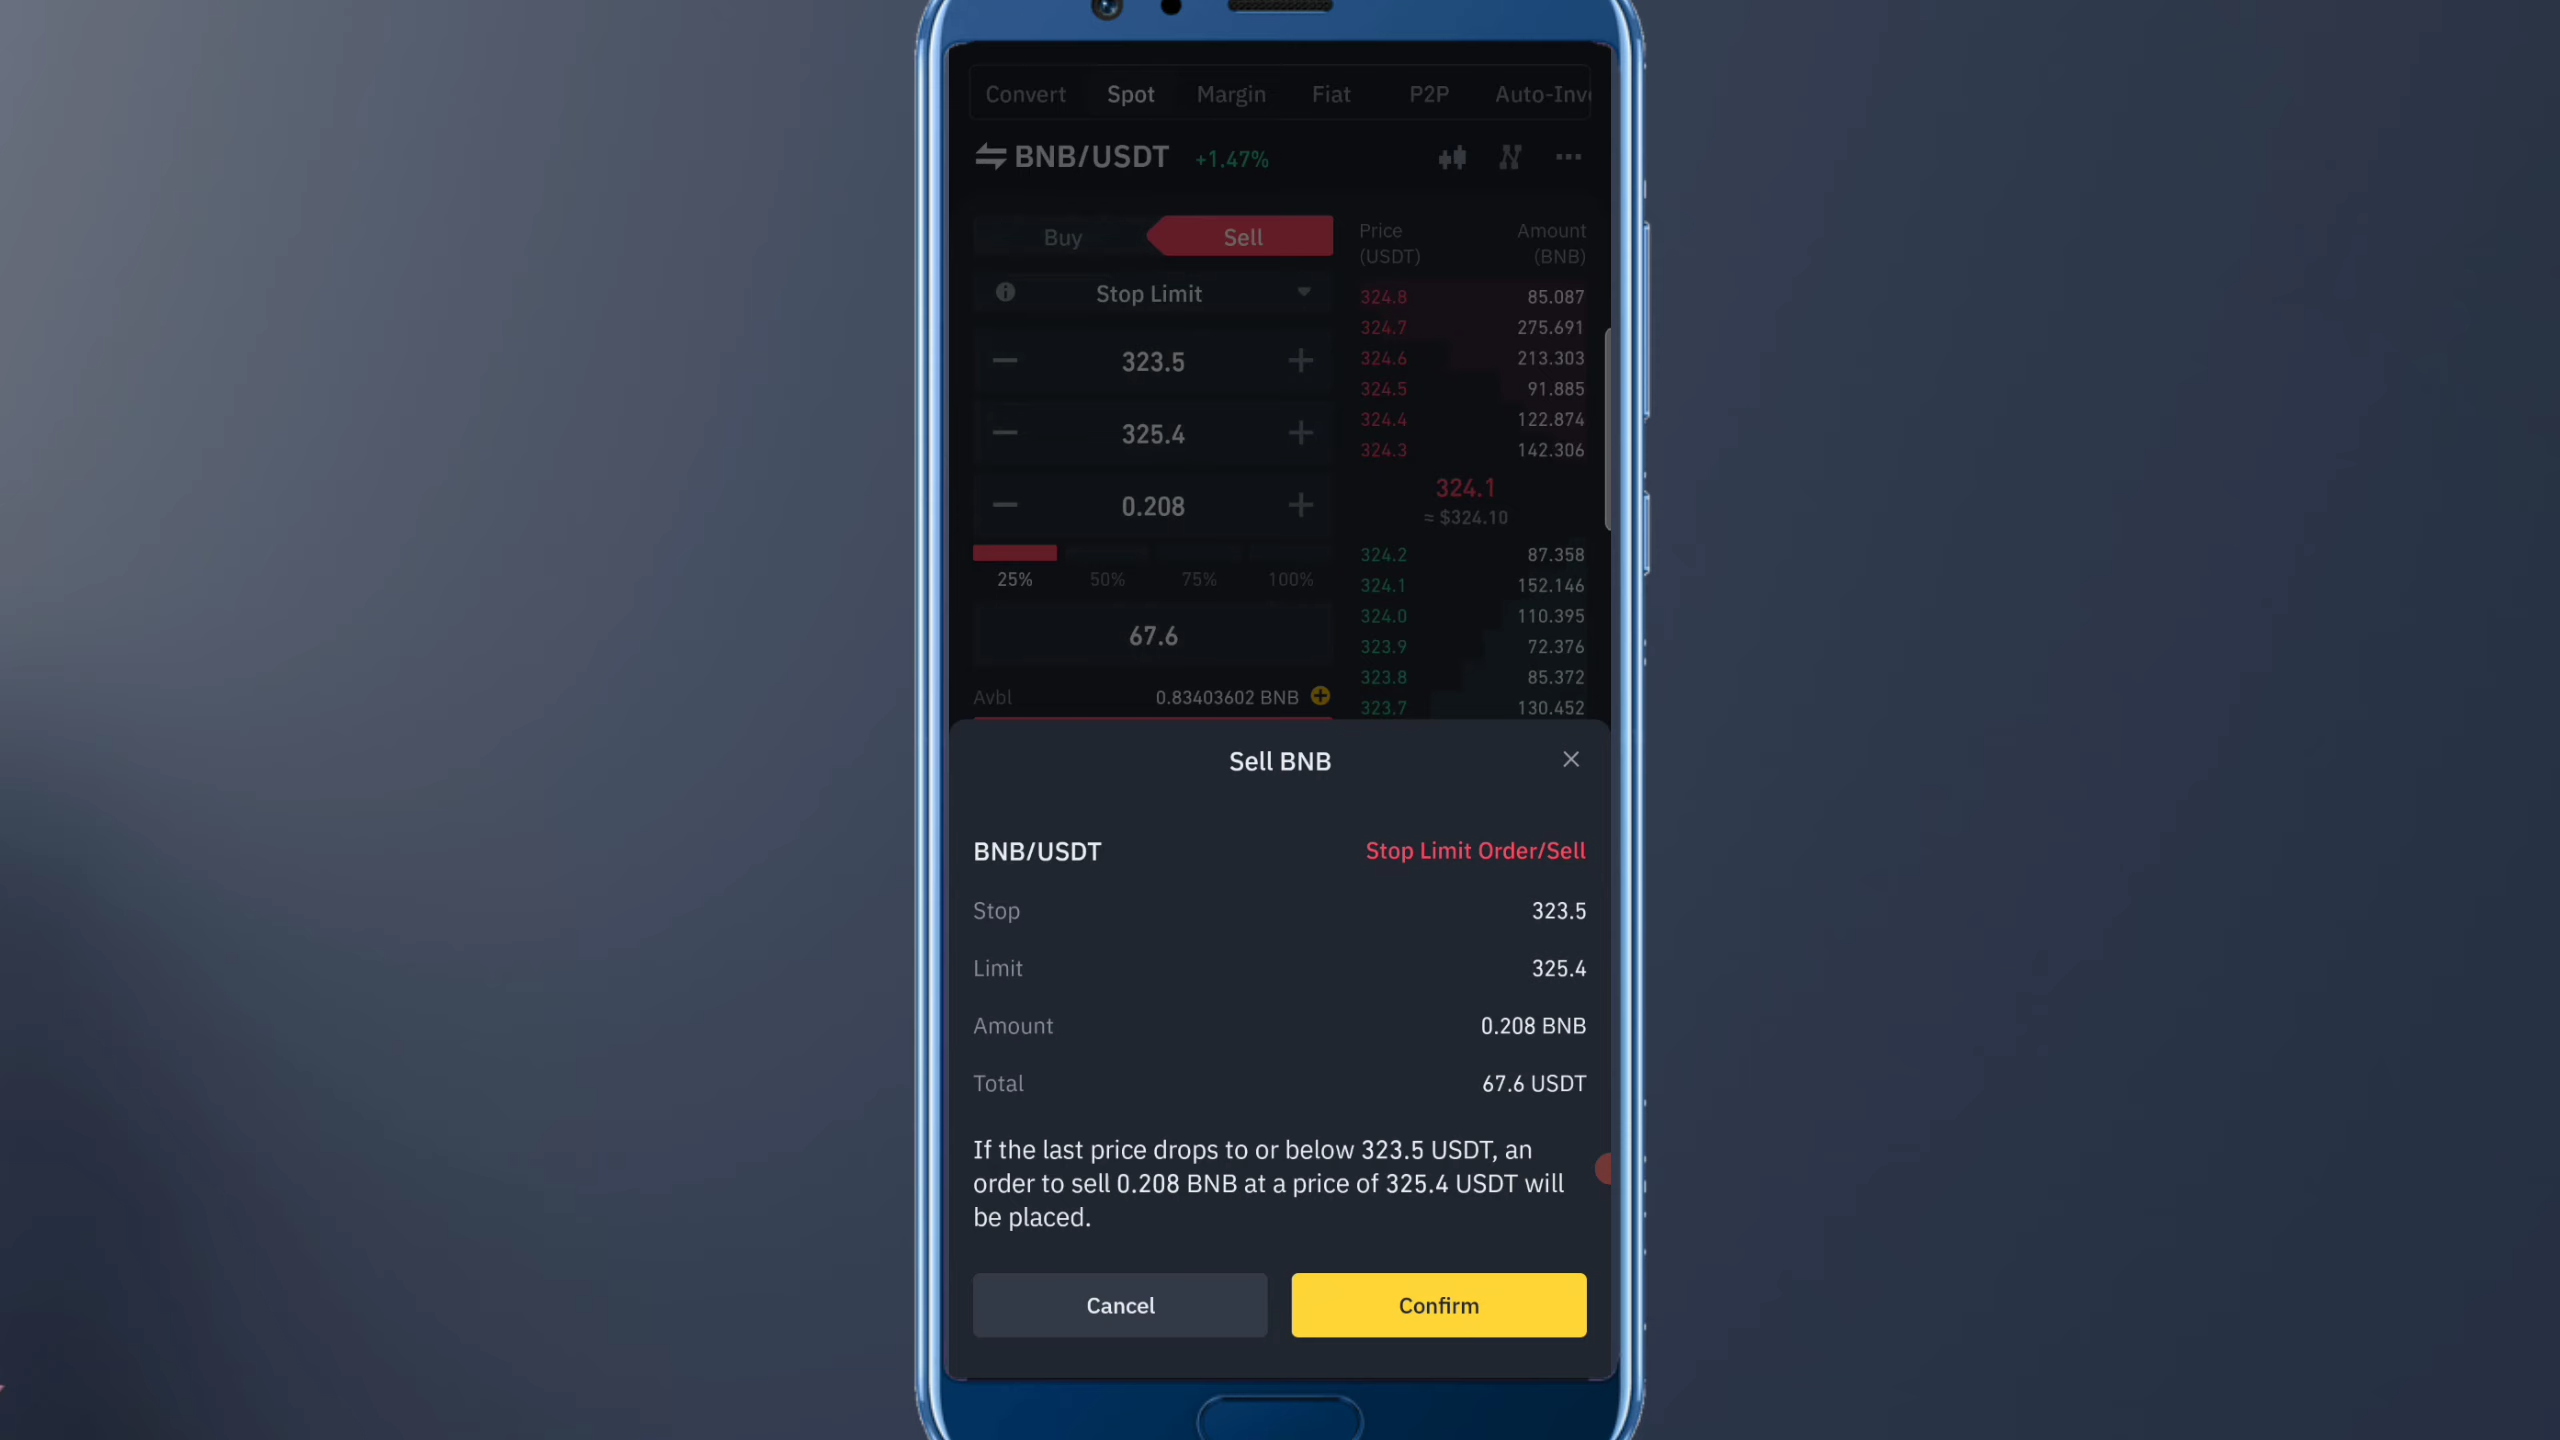 Convert Spot Margin Fiat P2P Auto-Inv
BNB/USDT +1.47%
Buy Sell
Stop Limit
323.5
325.4
0.208
25% 50% 75% 100%
67.6
Avbl 0.83403602 BNB
Price Amount
(USDT) (BNB)
324.8 85.087
324.7 275.691
324.6 213.303
324.5 91.885
324.4 122.874
324.3 142.306
324.1
≈ $324.10
324.2 87.358
324.1 152.146
324.0 110.395
323.9 72.376
323.8 85.372
323.7 130.452
Sell BNB
BNB/USDT Stop Limit Order/Sell
Stop 323.5
Limit 325.4
Amount 0.208 BNB
Total 67.6 USDT
If the last price drops to or below 323.5 USDT, an
order to sell 0.208 BNB at a price of 325.4 USDT will
be placed.
Cancel Confirm